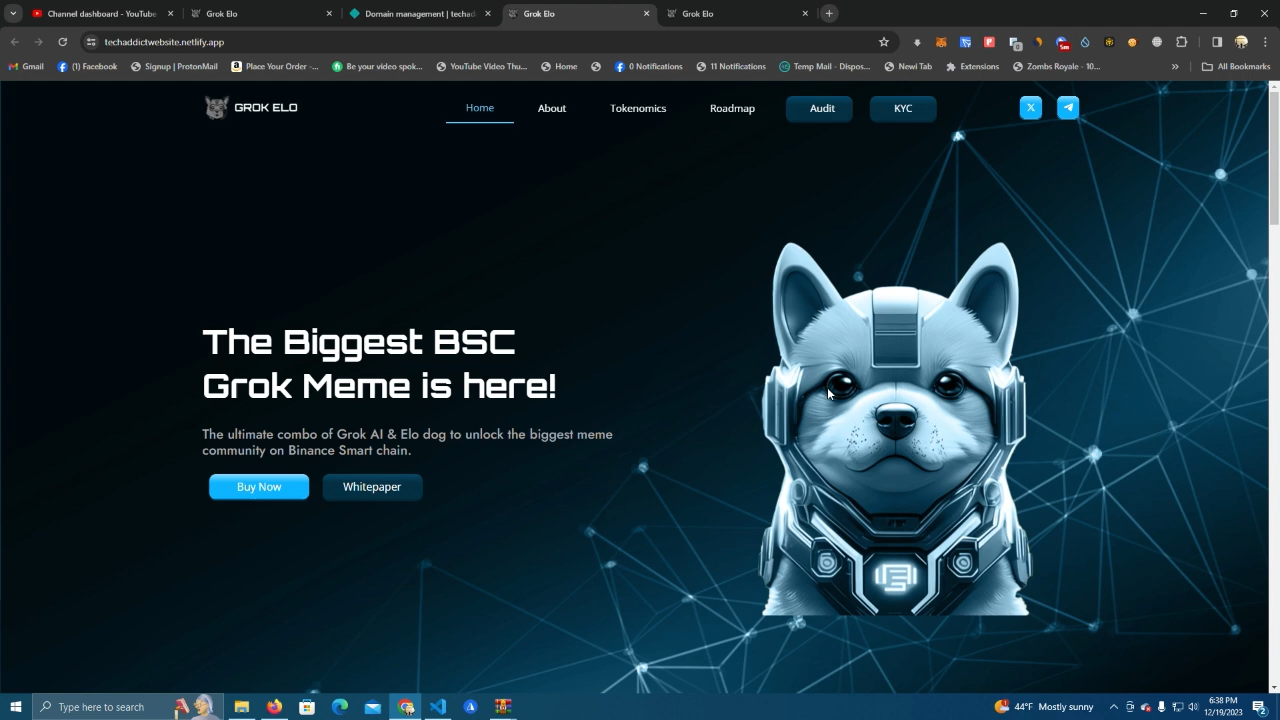 Channel dashboard - YouTube
Grok Elo
Domain management | techad
Grok Elo
Grok Elo
techaddictwebsite.netlify.app
Gmail
(1) Facebook
Signup | ProtonMail
Place Your Order -...
Be your video spok...
YouTube Video Thu...
Home
0 Notifications
11 Notifications
Temp Mail - Dispos...
Newi Tab
Extensions
Zombs Royale - 10...
»
All Bookmarks
GROK ELO
Home
About
Tokenomics
Roadmap
Audit
KYC
The Biggest BSC
Grok Meme is here!
The ultimate combo of Grok AI & Elo dog to unlock the biggest meme
community on Binance Smart chain.
Buy Now
Whitepaper
Type here to search
44°F Mostly sunny
6:38 PM
12/19/2023
2